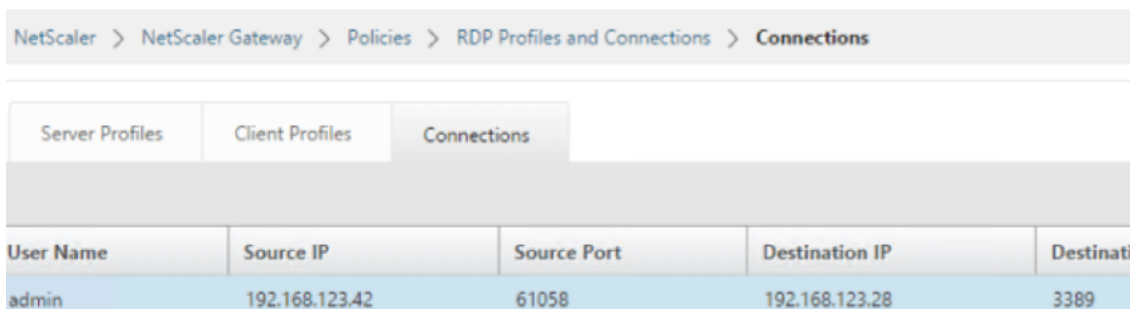 NetScaler > NetScaler Gateway > Policies > RDP Profiles and Connections > Connections
Server Profiles Client Profiles Connections
User Name Source IP Source Port Destination IP Destinati
admin 192.168.123.42 61058 192.168.123.28 3389